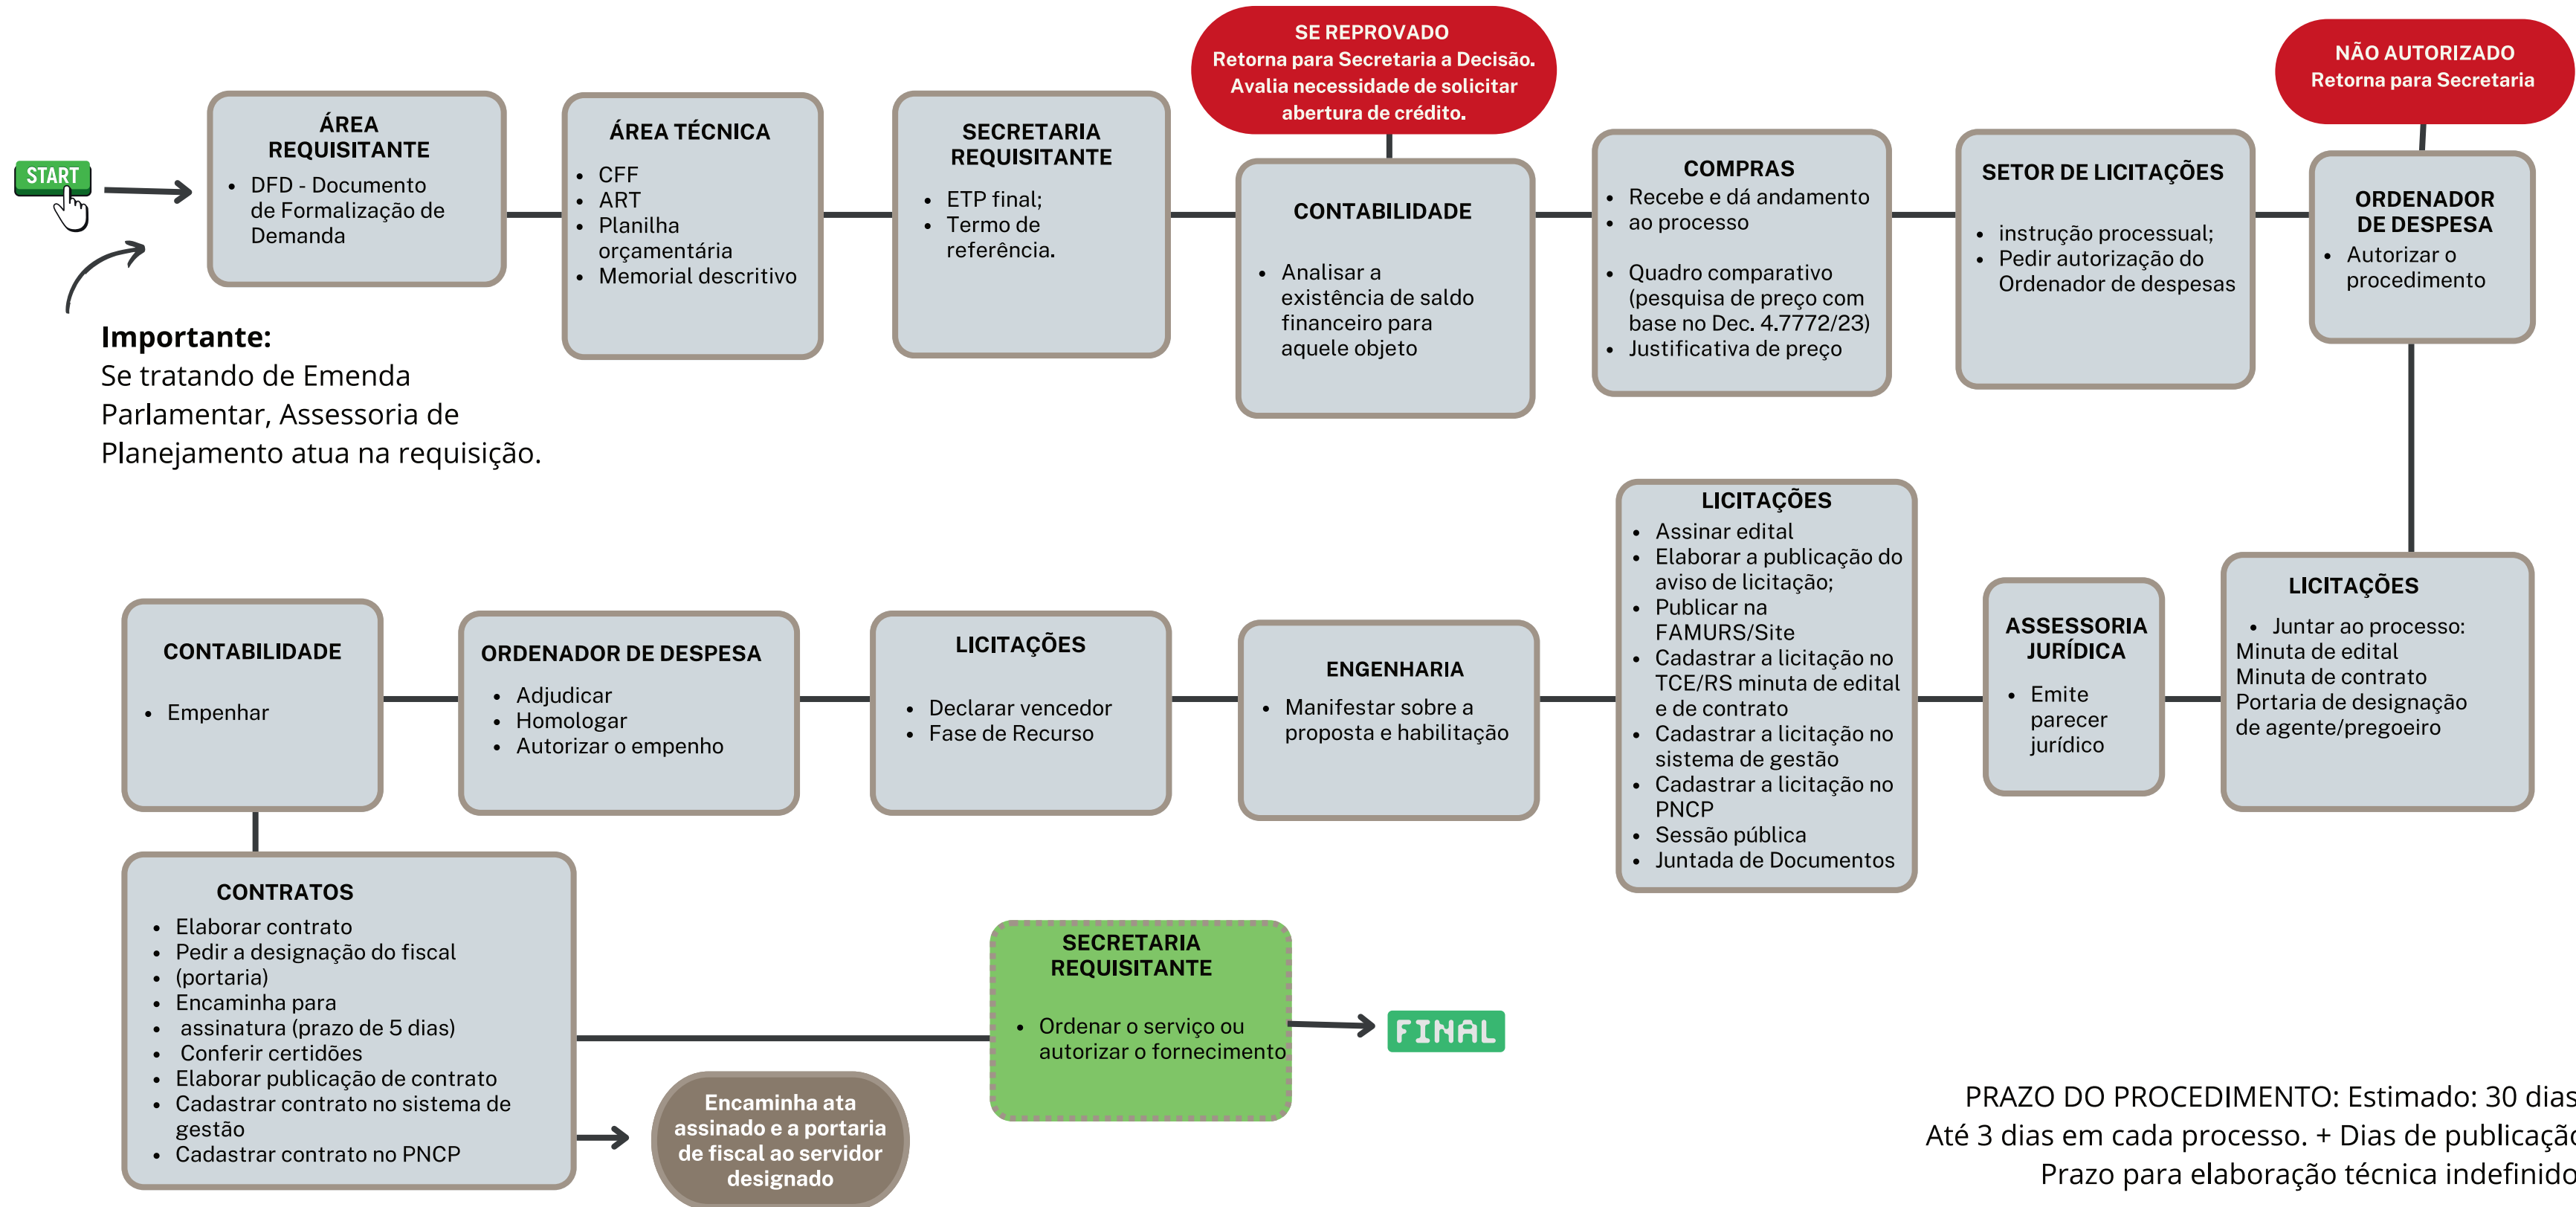 START
ÁREA
REQUISITANTE
• DFD - Documento
de Formalização de
Demanda
Importante:
Se tratando de Emenda
Parlamentar, Assessoria de
Planejamento atua na requisição.
ÁREA TÉCNICA
• CFF
• ART
• Planilha
orçamentária
• Memorial descritivo
SECRETARIA
REQUISITANTE
• ETP final;
• Termo de
referência.
SE REPROVADO
Retorna para Secretaria a Decisão.
Avalia necessidade de solicitar
abertura de crédito.
CONTABILIDADE
• Analisar a
existência de saldo
financeiro para
aquele objeto
COMPRAS
• Recebe e dá andamento
• ao processo
• Quadro comparativo
(pesquisa de preço com
base no Dec. 4.7772/23)
• Justificativa de preço
SETOR DE LICITAÇÕES
• instrução processual;
• Pedir autorização do
Ordenador de despesas
NÃO AUTORIZADO
Retorna para Secretaria
ORDENADOR
DE DESPESA
• Autorizar o
procedimento
LICITAÇÕES
• Juntar ao processo:
Minuta de edital
Minuta de contrato
Portaria de designação
de agente/pregoeiro
ASSESSORIA
JURÍDICA
• Emite
parecer
jurídico
LICITAÇÕES
• Assinar edital
• Elaborar a publicação do
aviso de licitação;
• Publicar na
FAMURS/Site
• Cadastrar a licitação no
TCE/RS minuta de edital
e de contrato
• Cadastrar a licitação no
sistema de gestão
• Cadastrar a licitação no
PNCP
• Sessão pública
• Juntada de Documentos
ENGENHARIA
• Manifestar sobre a
proposta e habilitação
LICITAÇÕES
• Declarar vencedor
• Fase de Recurso
ORDENADOR DE DESPESA
• Adjudicar
• Homologar
• Autorizar o empenho
CONTABILIDADE
• Empenhar
CONTRATOS
• Elaborar contrato
• Pedir a designação do fiscal
• (portaria)
• Encaminha para
• assinatura (prazo de 5 dias)
• Conferir certidões
• Elaborar publicação de contrato
• Cadastrar contrato no sistema de
gestão
• Cadastrar contrato no PNCP
Encaminha ata
assinado e a portaria
de fiscal ao servidor
designado
SECRETARIA
REQUISITANTE
• Ordenar o serviço ou
autorizar o fornecimento
FINAL
PRAZO DO PROCEDIMENTO: Estimado: 30 dias
Até 3 dias em cada processo. + Dias de publicação
Prazo para elaboração técnica indefinido